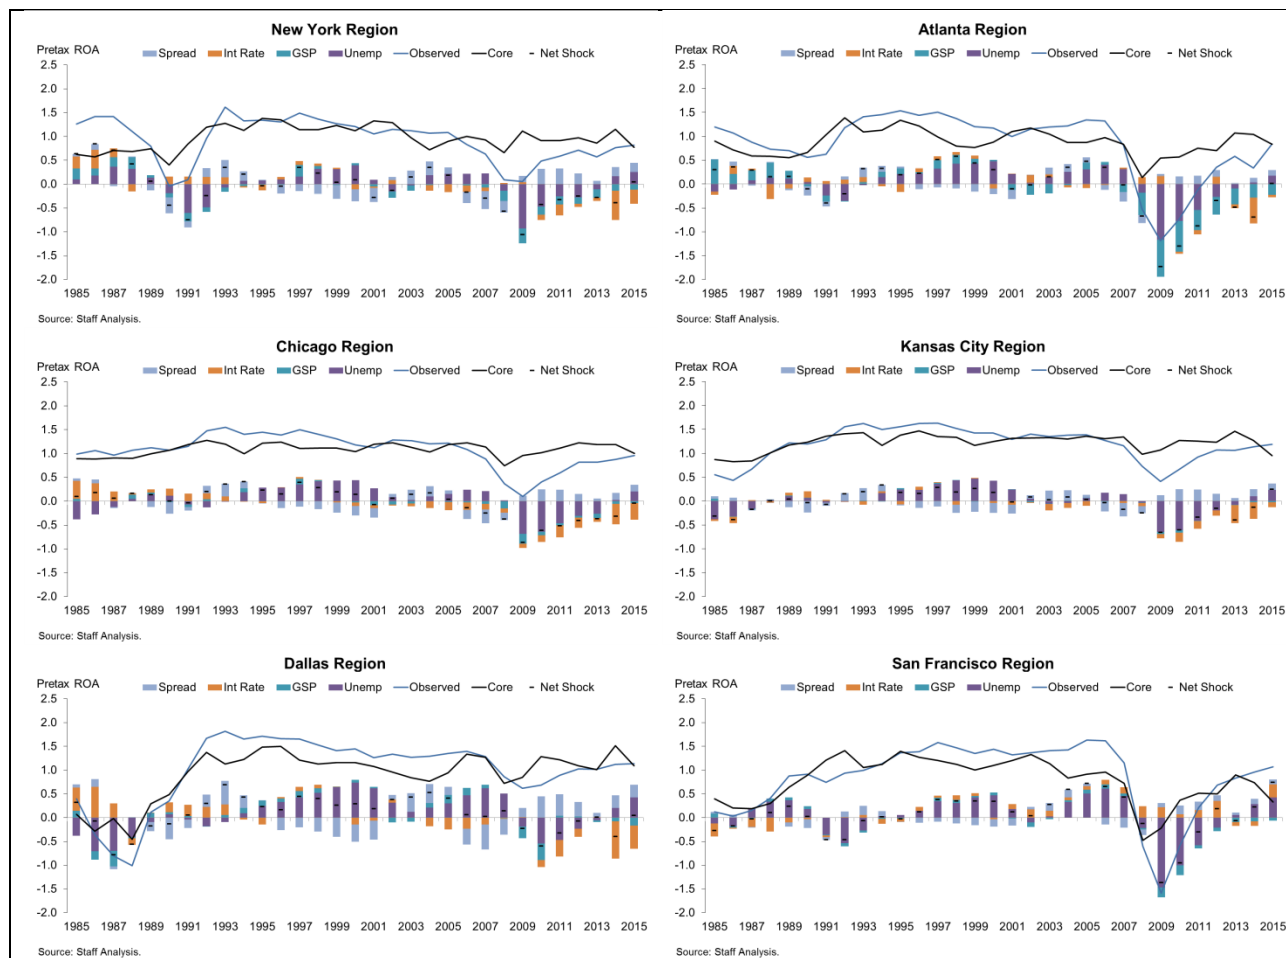 New York Region
Pretax ROA
Spread Int Rate GSP Unemp Observed Core Net Shock
2.5
2.0
1.5
1.0
0.5
0.0
-0.5
-1.0
-1.5
-2.0
1985 1987 1989 1991 1993 1995 1997 1999 2001 2003 2005 2007 2009 2011 2013 2015
Source: Staff Analysis.
Atlanta Region
Pretax ROA
Spread Int Rate GSP Unemp Observed Core Net Shock
2.5
2.0
1.5
1.0
0.5
0.0
-0.5
-1.0
-1.5
-2.0
1985 1987 1989 1991 1993 1995 1997 1999 2001 2003 2005 2007 2009 2011 2013 2015
Source: Staff Analysis.
Chicago Region
Pretax ROA
Spread Int Rate GSP Unemp Observed Core Net Shock
2.5
2.0
1.5
1.0
0.5
0.0
-0.5
-1.0
-1.5
-2.0
1985 1987 1989 1991 1993 1995 1997 1999 2001 2003 2005 2007 2009 2011 2013 2015
Source: Staff Analysis.
Kansas City Region
Pretax ROA
Spread Int Rate GSP Unemp Observed Core Net Shock
2.5
2.0
1.5
1.0
0.5
0.0
-0.5
-1.0
-1.5
-2.0
1985 1987 1989 1991 1993 1995 1997 1999 2001 2003 2005 2007 2009 2011 2013 2015
Source: Staff Analysis.
Dallas Region
Pretax ROA
Spread Int Rate GSP Unemp Observed Core Net Shock
2.5
2.0
1.5
1.0
0.5
0.0
-0.5
-1.0
-1.5
-2.0
1985 1987 1989 1991 1993 1995 1997 1999 2001 2003 2005 2007 2009 2011 2013 2015
Source: Staff Analysis.
San Francisco Region
Pretax ROA
Spread Int Rate GSP Unemp Observed Core Net Shock
2.5
2.0
1.5
1.0
0.5
0.0
-0.5
-1.0
-1.5
-2.0
1985 1987 1989 1991 1993 1995 1997 1999 2001 2003 2005 2007 2009 2011 2013 2015
Source: Staff Analysis.